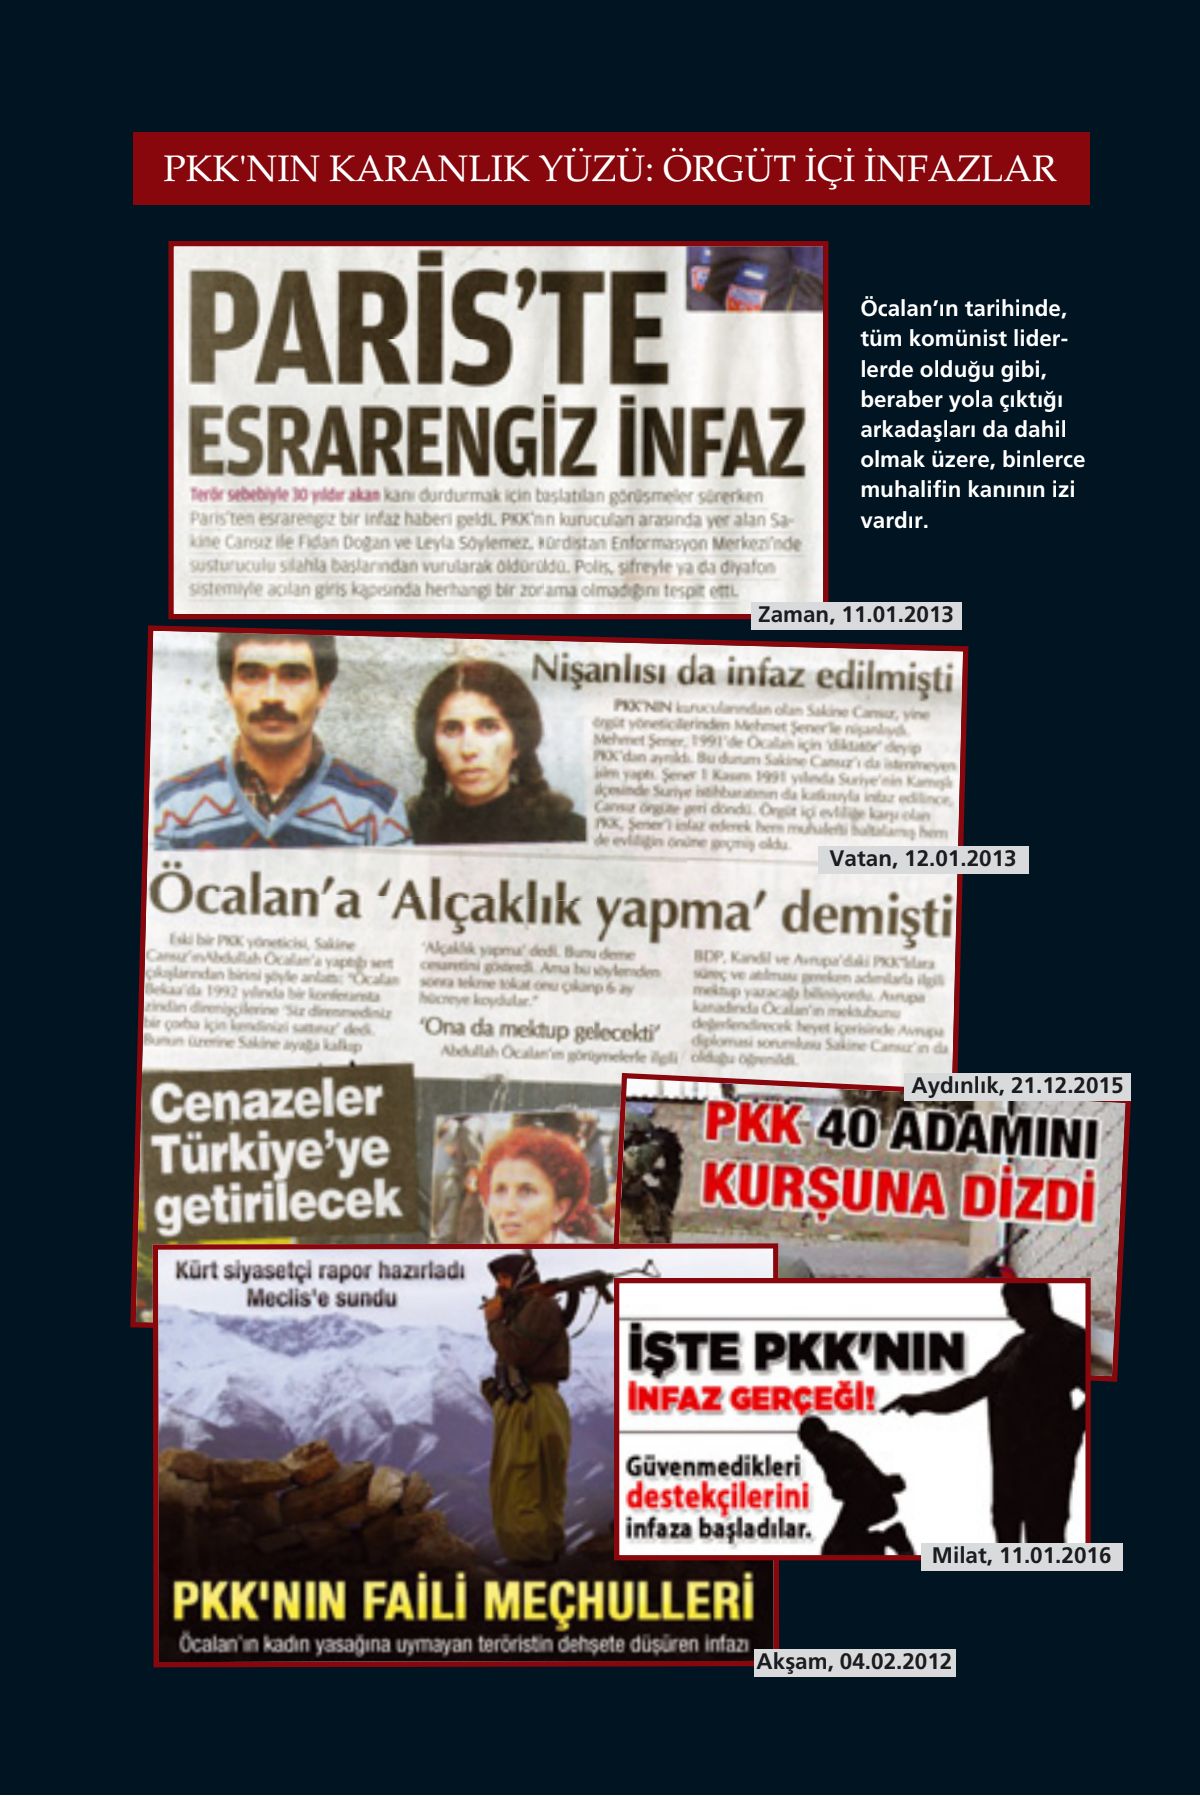 PKK'NIN KARANLIK YÜZÜ: ÖRGÜT İÇİ İNFAZLAR
PARİS'TE
ESRARENGİZ İNFAZ
Terör sebebiyle 30 yıldır akan kanı durdurmak için başlatılan görüşmeler sürerken
Paris'ten esrarengiz bir infaz haberi geldi. PKK'nın kurucuları arasında yer alan Sa-
kine Cansız ile Fidan Doğan ve Leyla Söylemez, Kürdistan Enformasyon Merkezi'nde
susturuculu silahla başlarından vurularak öldürüldü. Polis, şifreyle ya da diyafon
sistemiyle açılan giriş kapısında herhangi bir zorlama olmadığını tespit etti.
Zaman, 11.01.2013
Öcalan'ın tarihinde,
tüm komünist lider-
lerde olduğu gibi,
beraber yola çıktığı
arkadaşları da dahil
olmak üzere, binlerce
muhalifin kanının izi
vardır.
Nişanlısı da infaz edilmişti
PKK'NIN kurucularından olan Sakine Cansız, yine
örgüt yöneticilerinden Mehmet Şener'le nişanlıydı.
Mehmet Şener, 1991'de Öcalan için 'diktatör' deyip
PKK'dan ayrıldı. Bu durum Sakine Cansız'ı da istenmeyen
isim yaptı. Şener 1 Kasım 1991 yılında Suriye'nin Kamışlı
ilçesinde Suriye istihbaratının da katkısıyla infaz edilince,
Cansız örgüte geri döndü. Örgüt içi evliliğe karşı olan
PKK, Şener'i infaz ederek hem muhalefeti baltalamış hem
de evliliğin önüne geçmiş oldu.
Vatan, 12.01.2013
Öcalan'a 'Alçaklık yapma' demişti
Eski bir PKK yöneticisi, Sakine
Cansız'ın Abdullah Öcalan'a yaptığı sert
çıkışlarından birini şöyle anlattı: "Öcalan
Bekaa'da 1992 yılında bir konferansta
zindan direnişçilerine 'Siz direnmediniz
bir çorba için kendinizi sattınız' dedi.
Bunun üzerine Sakine ayağa kalkıp
'Alçaklık yapma' dedi. Bunu deme
cesaretini gösterdi. Ama bu söylemden
sonra tekme tokat onu çıkarıp 6 ay
hücreye koydular."
'Ona da mektup gelecekti'
Abdullah Öcalan'ın görüşmelerle ilgili
BDP, Kandil ve Avrupa'daki PKK'lılara
süreç ve atılması gereken adımlarla ilgili
mektup yazacağı biliniyordu. Avrupa
kanadında Öcalan'ın mektubunu
değerlendirecek heyet içerisinde Avrupa
diplomasi sorumlusu Sakine Cansız'ın da
olduğu öğrenildi.
Cenazeler
Türkiye'ye
getirilecek
Aydınlık, 21.12.2015
PKK 40 ADAMINI
KURŞUNA DİZDİ
Kürt siyasetçi rapor hazırladı
Meclis'e sundu
PKK'NIN FAİLİ MEÇHULLERİ
Öcalan'ın kadın yasağına uymayan teröristin dehşete düşüren infazı
Akşam, 04.02.2012
İŞTE PKK'NIN
İNFAZ GERÇEĞİ!
Güvenmedikleri
destekçilerini
infaza başladılar.
Milat, 11.01.2016